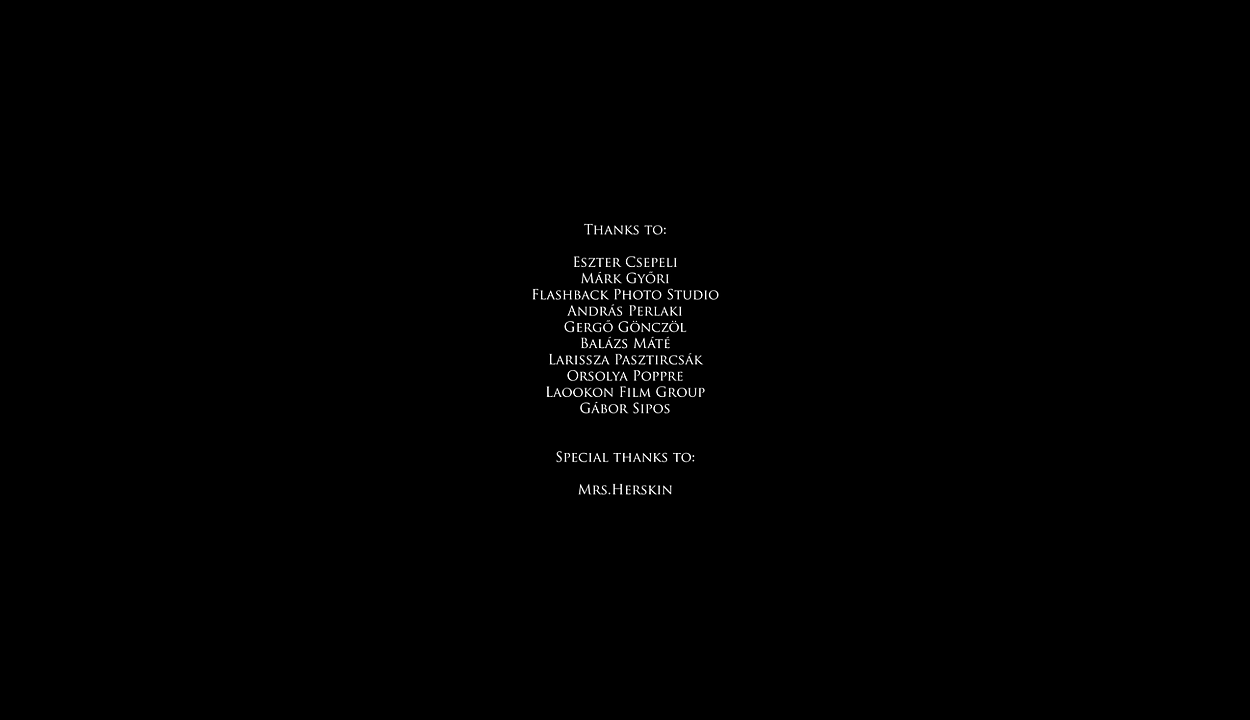 Thanks to:
Eszter Csepeli
Márk Győri
Flashback Photo Studio
András Perlaki
Gergő Gönczöl
Balázs Máté
Larissza Pasztircsák
Orsolya Poppre
Laookon Film Group
Gábor Sipos
Special thanks to:
Mrs.Herskin